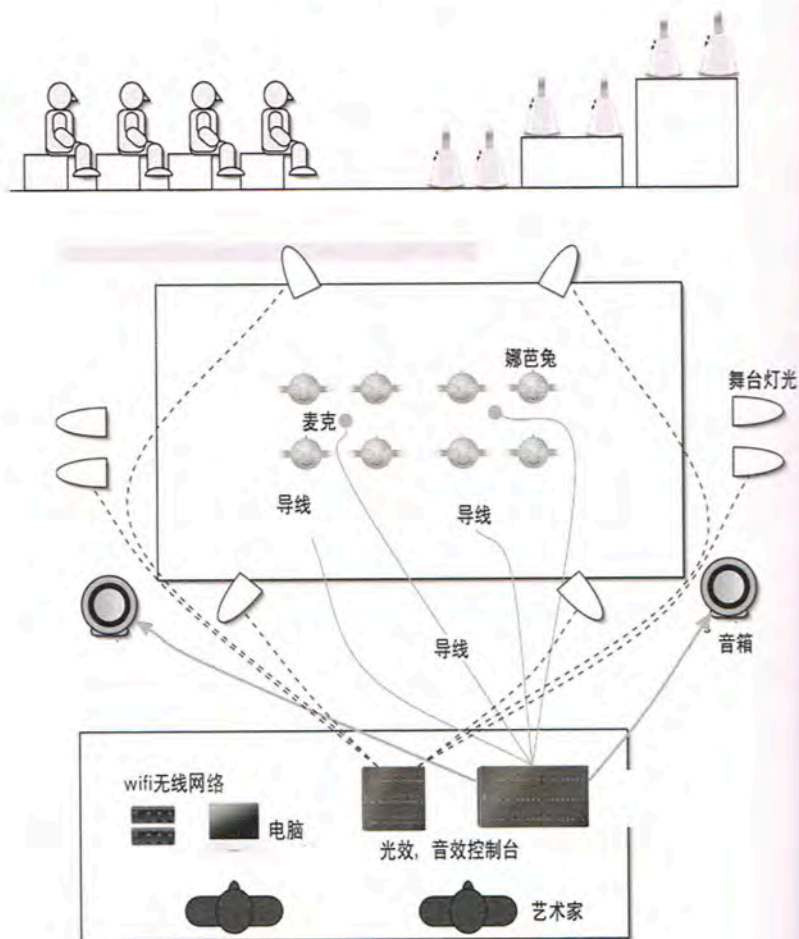 娜芭兔
舞台灯光
麦克
导线
导线
音箱
导线
wifi无线网络
电脑
光效，音效控制台
艺术家